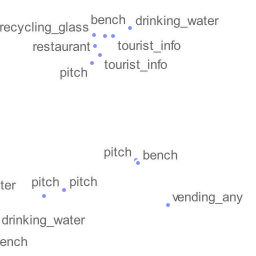 bench drinking_water
recycling_glass
restaurant tourist_info
tourist_info
pitch
pitch bench
ter pitch pitch
vending_any
drinking_water
ench